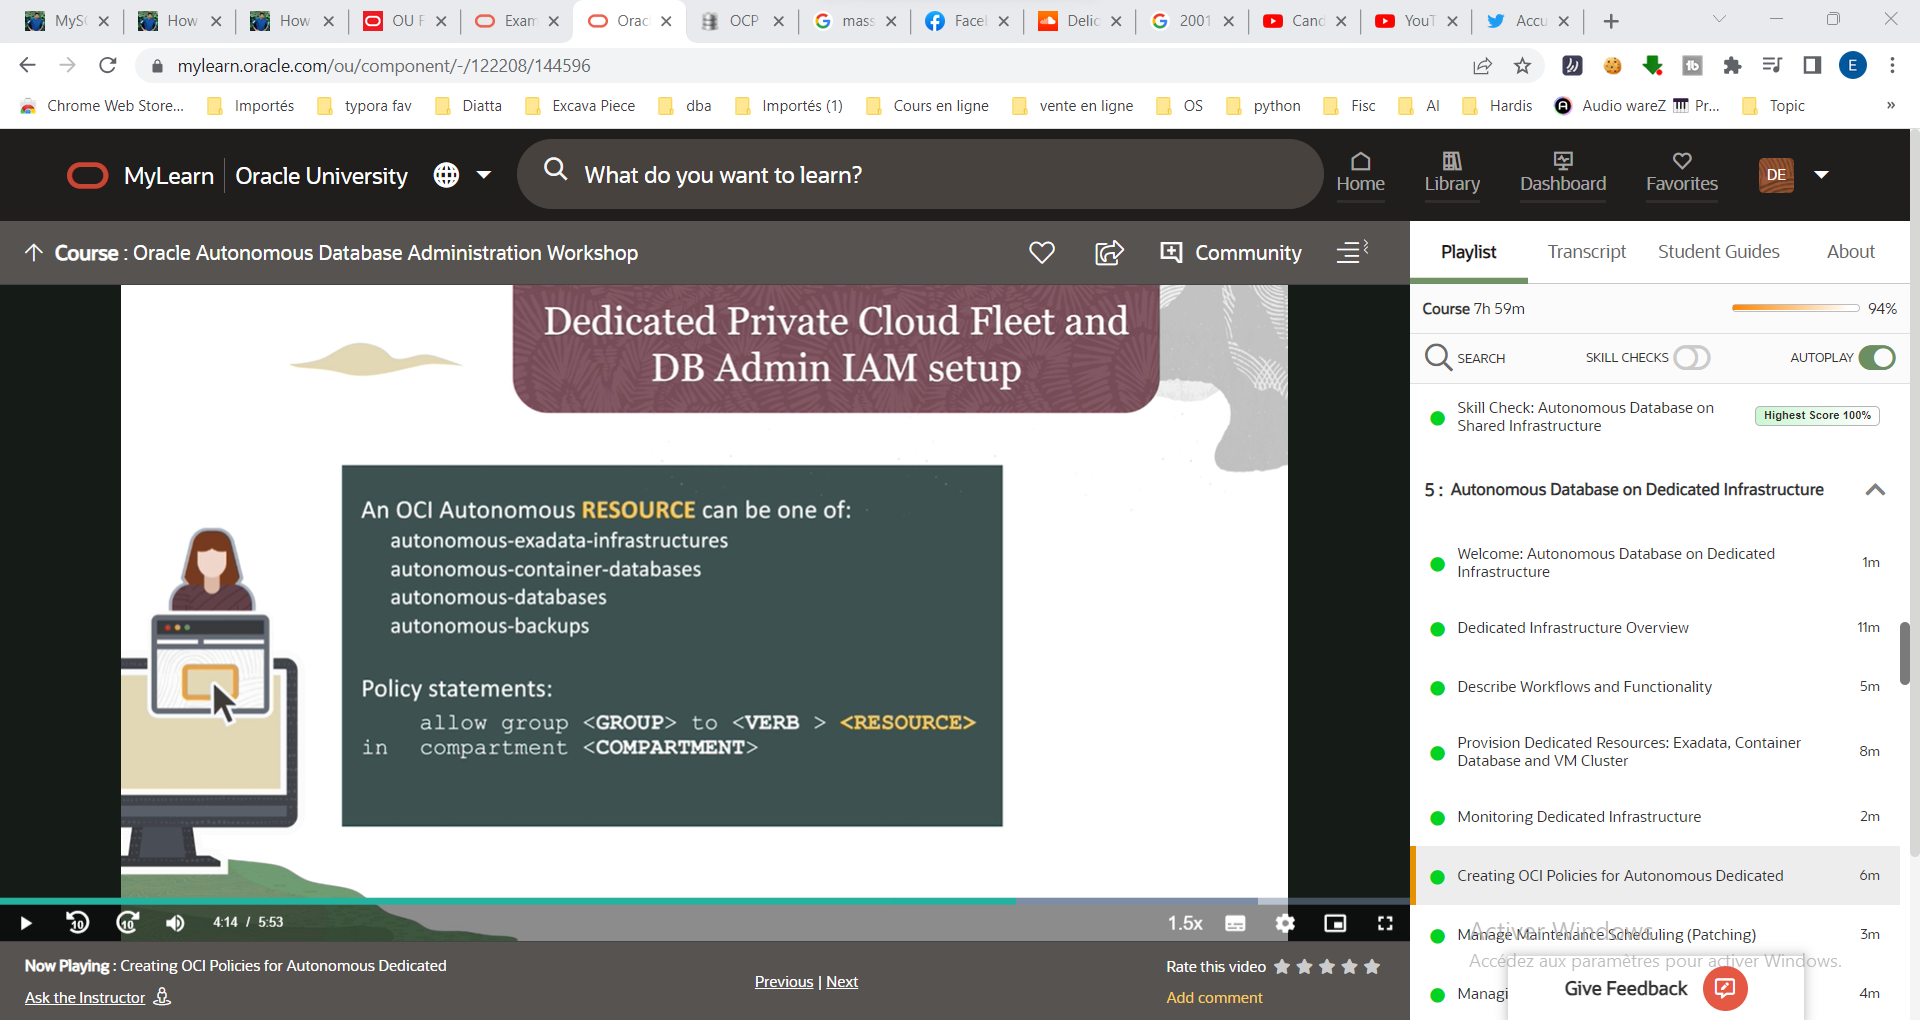 MyS
How
How
OU F
Exam
Orac
OCP
mass
Facel
Delic
2001
Cand
YouT
Accu
mylearn.oracle.com/ou/component/-/122208/144596
E
Chrome Web Store...
Importés
typora fav
Diatta
Excava Piece
dba
Importés (1)
Cours en ligne
vente en ligne
OS
python
Fisc
AI
Hardis
Audio wareZ
Pr...
Topic
»
MyLearn
Oracle University
What do you want to learn?
Home
Library
Dashboard
Favorites
DE
Course : Oracle Autonomous Database Administration Workshop
Community
Playlist
Transcript
Student Guides
About
Dedicated Private Cloud Fleet and
DB Admin IAM setup
An OCI Autonomous RESOURCE can be one of:
autonomous-exadata-infrastructures
autonomous-container-databases
autonomous-databases
autonomous-backups
Policy statements:
allow group <GROUP> to <VERB > <RESOURCE>
in compartment <COMPARTMENT>
10
10
4:14 / 5:53
1.5x
Now Playing : Creating OCI Policies for Autonomous Dedicated
Ask the Instructor
Previous | Next
Rate this video
Add comment
Course 7h 59m
94%
SEARCH
SKILL CHECKS
AUTOPLAY
Skill Check: Autonomous Database on
Shared Infrastructure
Highest Score 100%
5 : Autonomous Database on Dedicated Infrastructure
Welcome: Autonomous Database on Dedicated
Infrastructure
1m
Dedicated Infrastructure Overview
11m
Describe Workflows and Functionality
5m
Provision Dedicated Resources: Exadata, Container
Database and VM Cluster
8m
Monitoring Dedicated Infrastructure
2m
Creating OCI Policies for Autonomous Dedicated
6m
Activer Windows
Manage Maintenance Scheduling (Patching)
3m
Accédez aux paramètres pour activer Windows.
Managi
4m
Give Feedback